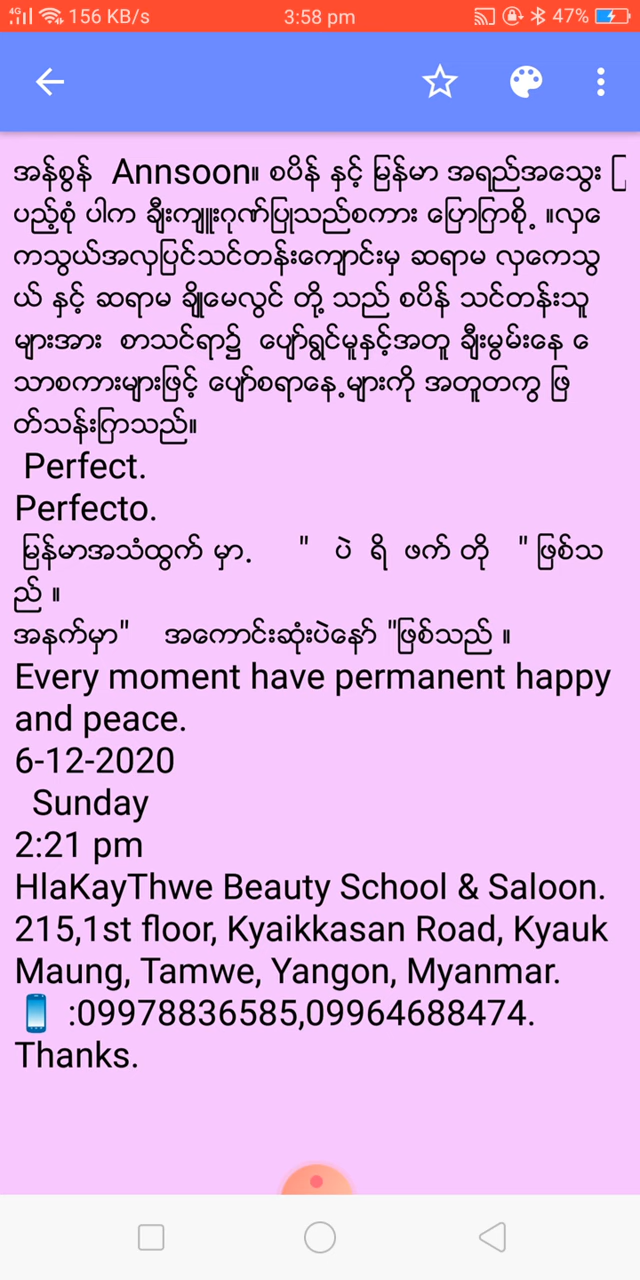 4G 156 KB/s 3:58 pm 47%
အန်စွန် Annsoon။ စပိန် နှင့် မြန်မာ အရည်အသွေး ြ
ပည့်စုံ ပါက ချီးကျူးဂုဏ်ပြုသည်စကား ပြောကြစို့ ။လှေ
ကသွယ်အလှပြင်သင်တန်းကျောင်းမှ ဆရာမ လှကေသွ
ယ် နှင့် ဆရာမ ချိုမေလွင် တို့ သည် စပိန် သင်တန်းသူ
များအား စာသင်ရာ၌ ပျော်ရွင်မူနှင့်အတူ ချီးမွမ်းနေ ေ
သာစကားများဖြင့် ပျော်စရာနေ့များကို အတူတကွ ဖြ
တ်သန်းကြသည်။
Perfect.
Perfecto.
မြန်မာအသံထွက် မှာ. " ပဲ ရိ ဖက် တို " ဖြစ်သ
ည် ။
အနက်မှာ" အကောင်းဆုံးပဲနော် "ဖြစ်သည် ။
Every moment have permanent happy
and peace.
6-12-2020
Sunday
2:21 pm
HlaKayThwe Beauty School & Saloon.
215,1st floor, Kyaikkasan Road, Kyauk
Maung, Tamwe, Yangon, Myanmar.
📱 :09978836585,09964688474.
Thanks.